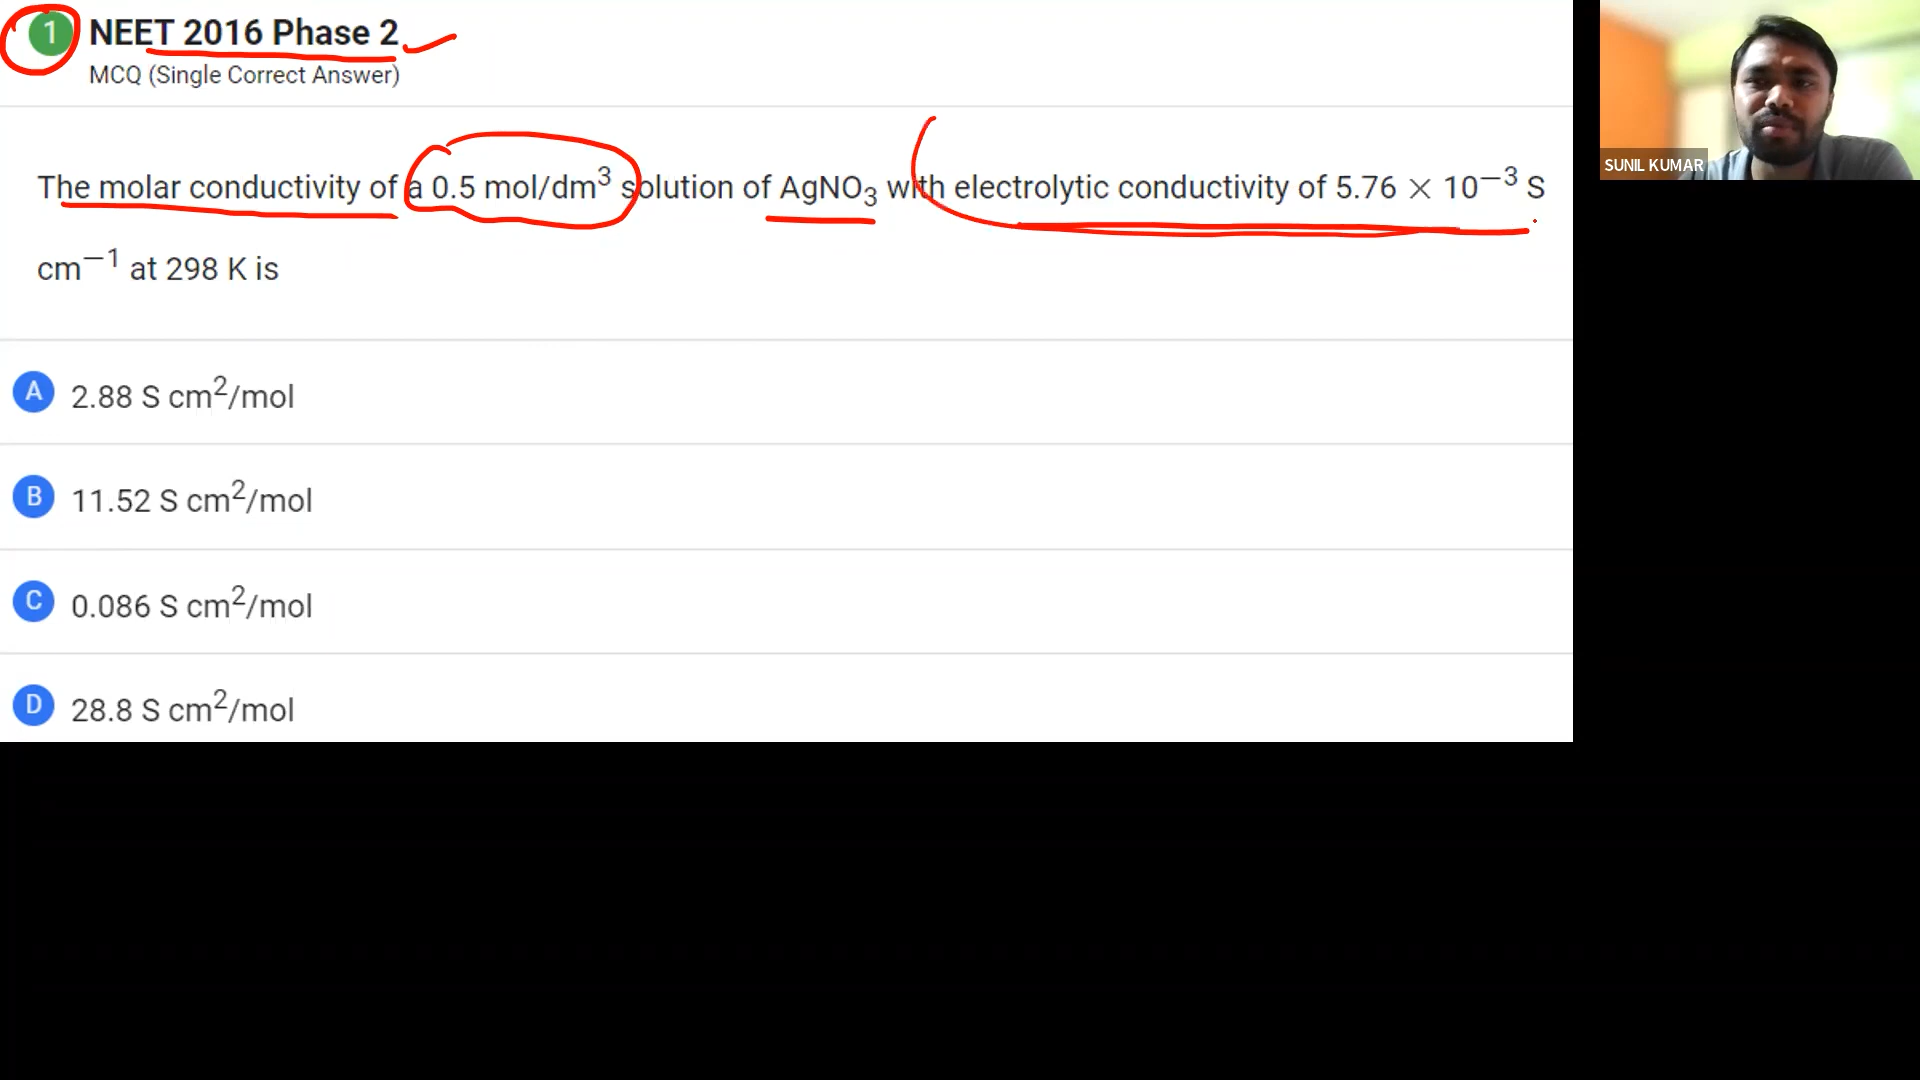 1 NEET 2016 Phase 2
MCQ (Single Correct Answer)
SUNIL KUMAR
The molar conductivity of a 0.5 mol/dm³ solution of AgNO₃ with electrolytic conductivity of 5.76 × 10⁻³ S
cm⁻¹ at 298 K is
A 2.88 S cm²/mol
B 11.52 S cm²/mol
C 0.086 S cm²/mol
D 28.8 S cm²/mol